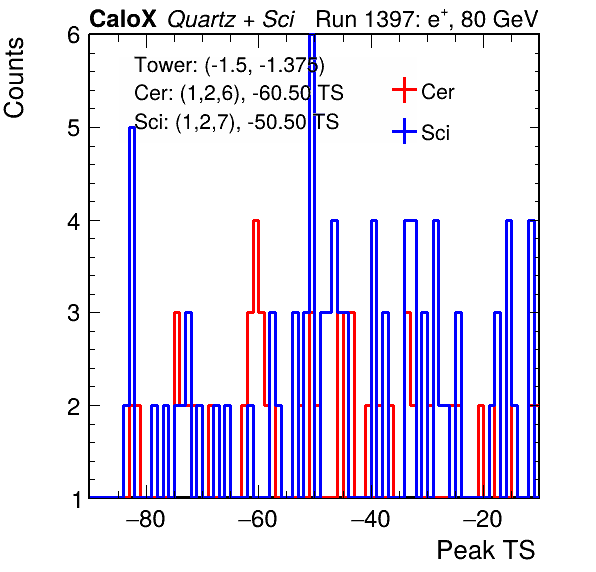 CaloX Quartz + Sci Run 1397: e+, 80 GeV
Counts
Tower: (-1.5, -1.375)
Cer: (1,2,6), -60.50 TS
Sci: (1,2,7), -50.50 TS
Cer
Sci
6
5
4
3
2
1
−80 −60 −40 −20
Peak TS